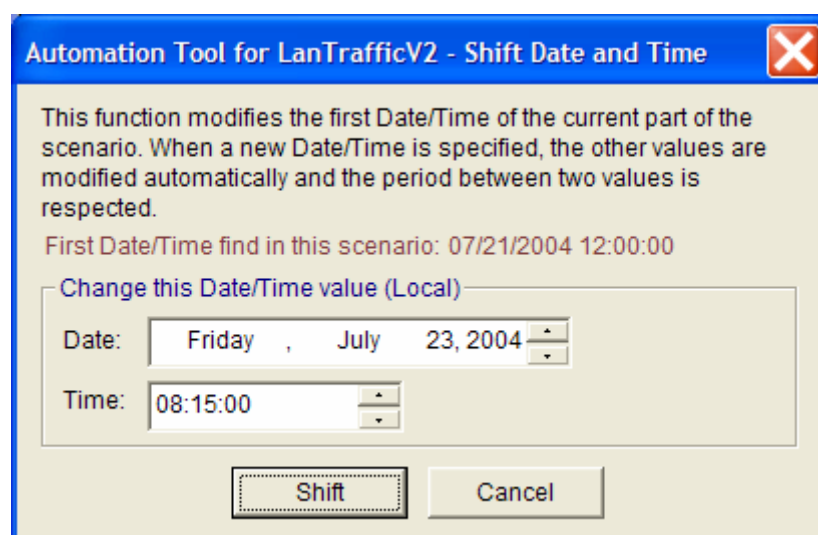 Automation Tool for LanTrafficV2 - Shift Date and Time
This function modifies the first Date/Time of the current part of the
scenario. When a new Date/Time is specified, the other values are
modified automatically and the period between two values is
respected.
First Date/Time find in this scenario: 07/21/2004 12:00:00
Change this Date/Time value (Local)
Date: Friday , July 23, 2004
Time: 08:15:00
Shift Cancel